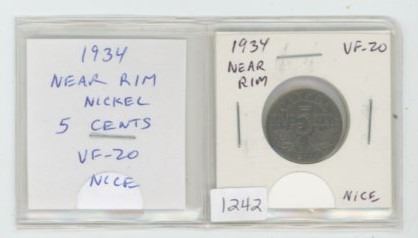 1934
NEAR RIM
NICKEL
5 CENTS
VF-20
NICE
1934
NEAR
RIM
VF-20
NICE
1242